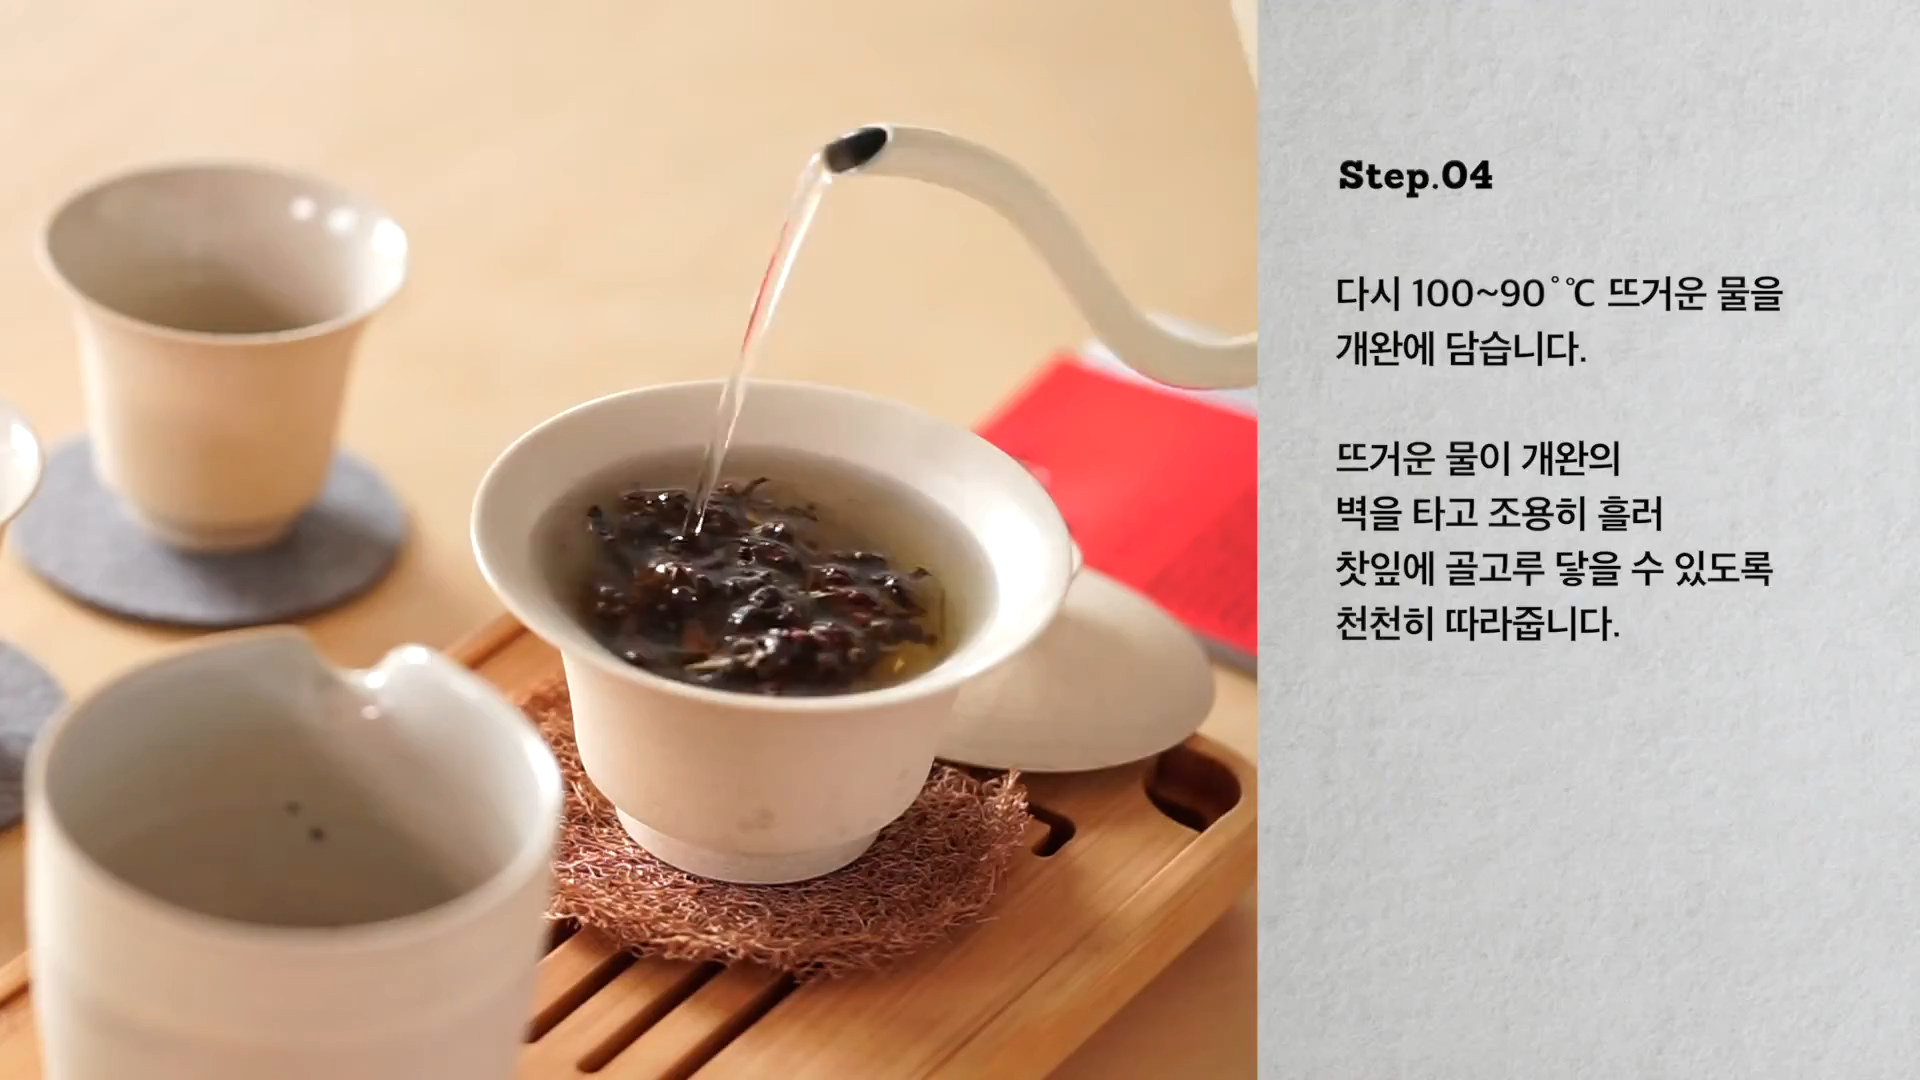 Step.04
다시 100~90˚℃ 뜨거운 물을
개완에 담습니다.
뜨거운 물이 개완의
벽을 타고 조용히 흘러
찻잎에 골고루 닿을 수 있도록
천천히 따라줍니다.